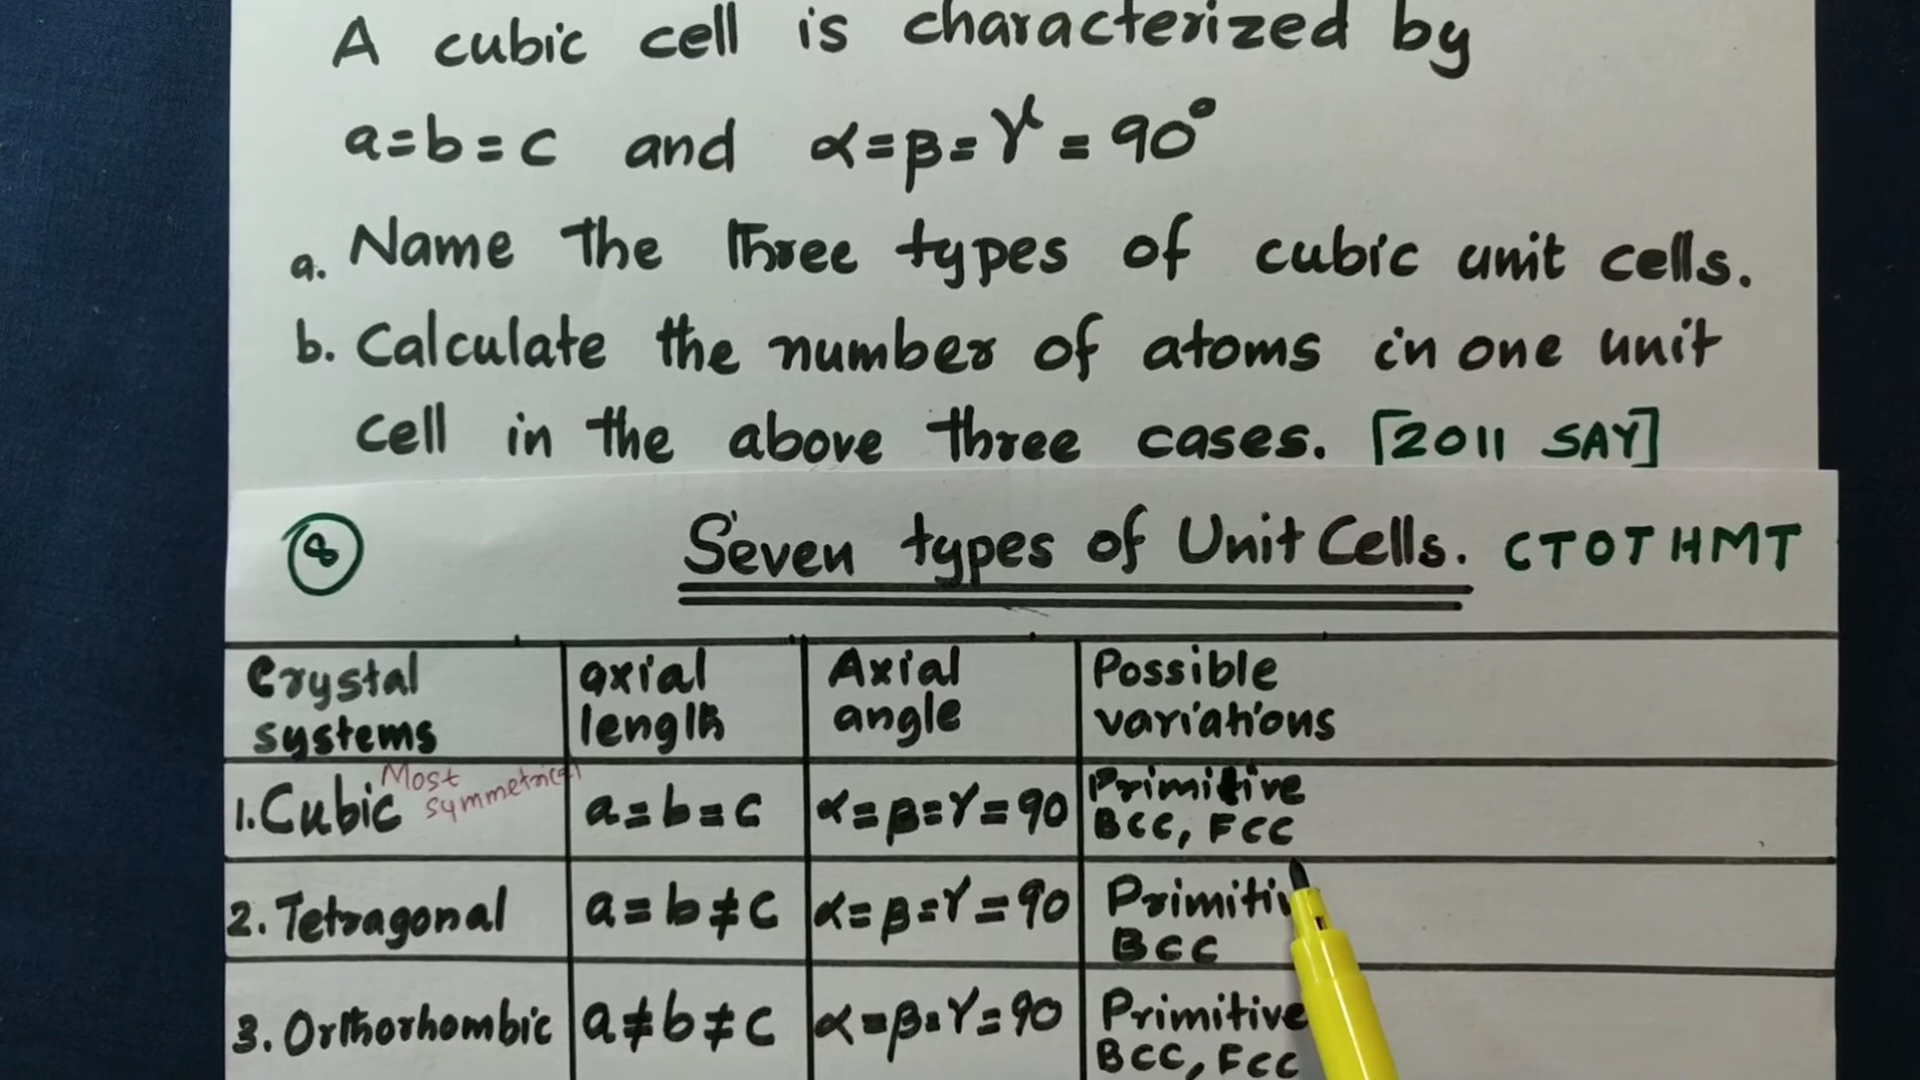 A cubic cell is characterized by
a=b=c and α=β=γ=90°
a. Name the three types of cubic unit cells.
b. Calculate the number of atoms in one unit
cell in the above three cases. [2011 SAY]
8 Seven types of Unit Cells. CTOTHMT
Crystal systems axial length Axial angle Possible variations
1. Cubic Most symmetrical a=b=c α=β=γ=90 Primitive BCC, FCC
2. Tetragonal a=b≠c α=β=γ=90 Primitiv BCC
3. Orthorhombic a≠b≠c α=β=γ=90 Primitive BCC, FCC